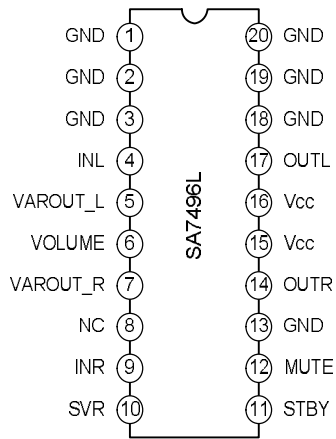 GND 1 20 GND
GND 2 19 GND
GND 3 18 GND
INL 4 17 OUTL
VAROUT_L 5 16 Vcc
VOLUME 6 15 Vcc
VAROUT_R 7 14 OUTR
NC 8 13 GND
INR 9 12 MUTE
SVR 10 11 STBY
SA7496L